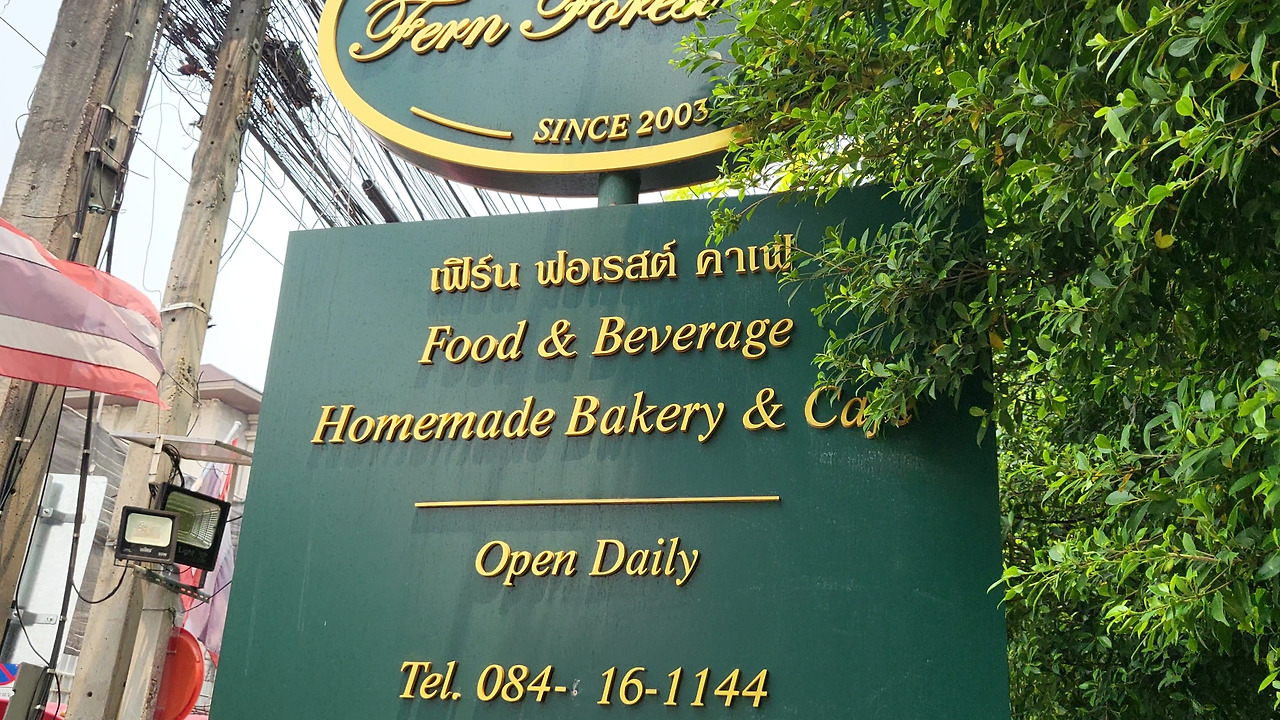 Fern Forest
SINCE 2003
เฟิร์น ฟอเรสต์ คาเฟ่
Food & Beverage
Homemade Bakery & 
Open Daily
Tel. 084- 16-1144